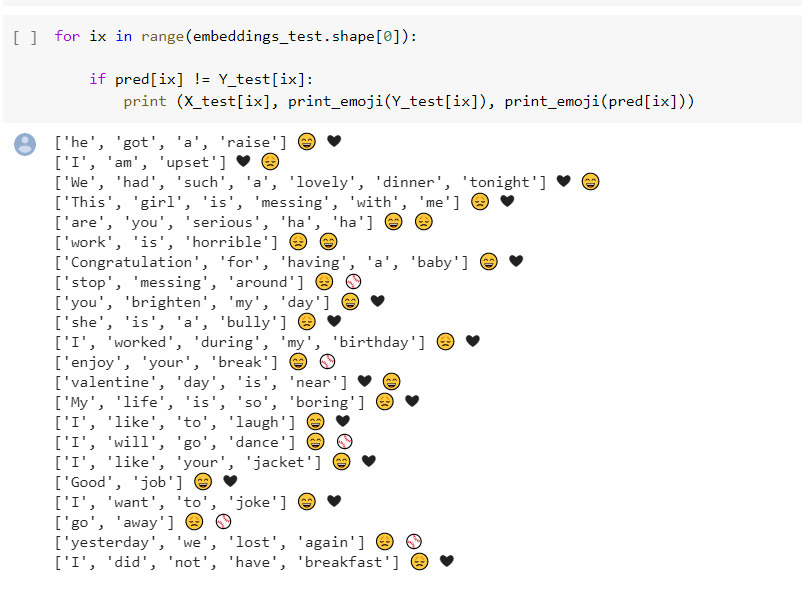 [ ] for ix in range(embeddings_test.shape[0]):
if pred[ix] != Y_test[ix]:
print (X_test[ix], print_emoji(Y_test[ix]), print_emoji(pred[ix]))
['he', 'got', 'a', 'raise'] 😄 🖤
['I', 'am', 'upset'] 🖤 😞
['We', 'had', 'such', 'a', 'lovely', 'dinner', 'tonight'] 🖤 😄
['This', 'girl', 'is', 'messing', 'with', 'me'] 😞 🖤
['are', 'you', 'serious', 'ha', 'ha'] 😄 😞
['work', 'is', 'horrible'] 😞 😄
['Congratulation', 'for', 'having', 'a', 'baby'] 😄 🖤
['stop', 'messing', 'around'] 😞 ⚾
['you', 'brighten', 'my', 'day'] 😄 🖤
['she', 'is', 'a', 'bully'] 😞 🖤
['I', 'worked', 'during', 'my', 'birthday'] 😞 🖤
['enjoy', 'your', 'break'] 😄 ⚾
['valentine', 'day', 'is', 'near'] 🖤 😄
['My', 'life', 'is', 'so', 'boring'] 😞 🖤
['I', 'like', 'to', 'laugh'] 😄 🖤
['I', 'will', 'go', 'dance'] 😄 ⚾
['I', 'like', 'your', 'jacket'] 😄 🖤
['Good', 'job'] 😄 🖤
['I', 'want', 'to', 'joke'] 😄 🖤
['go', 'away'] 😞 ⚾
['yesterday', 'we', 'lost', 'again'] 😞 ⚾
['I', 'did', 'not', 'have', 'breakfast'] 😞 🖤